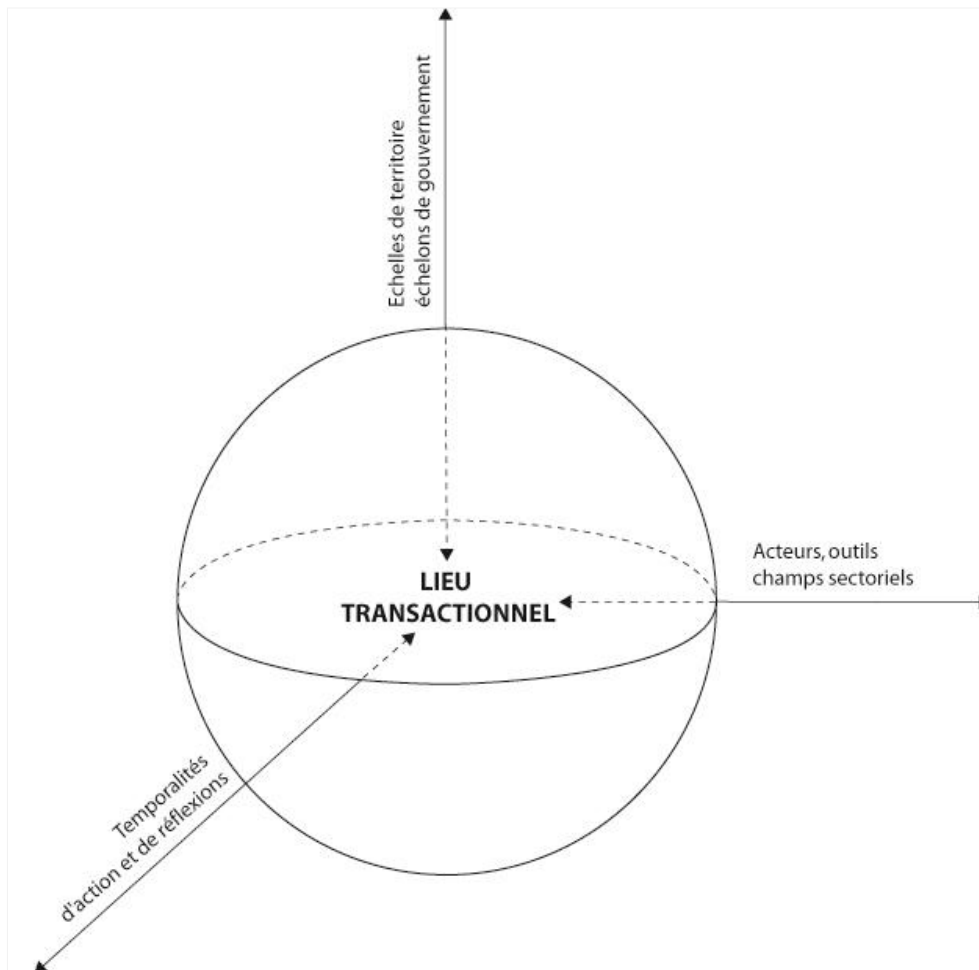 Echelles de territoire
échelons de gouvernement
LIEU
TRANSACTIONNEL
Acteurs, outils
champs sectoriels
Temporalités
d'action et de réflexions